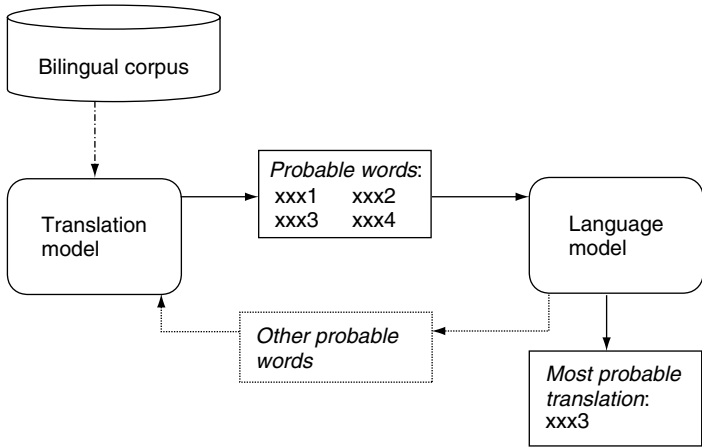 Bilingual corpus
Probable words:
xxx1 xxx2
xxx3 xxx4
Translation
model
Language
model
Other probable
words
Most probable
translation:
xxx3